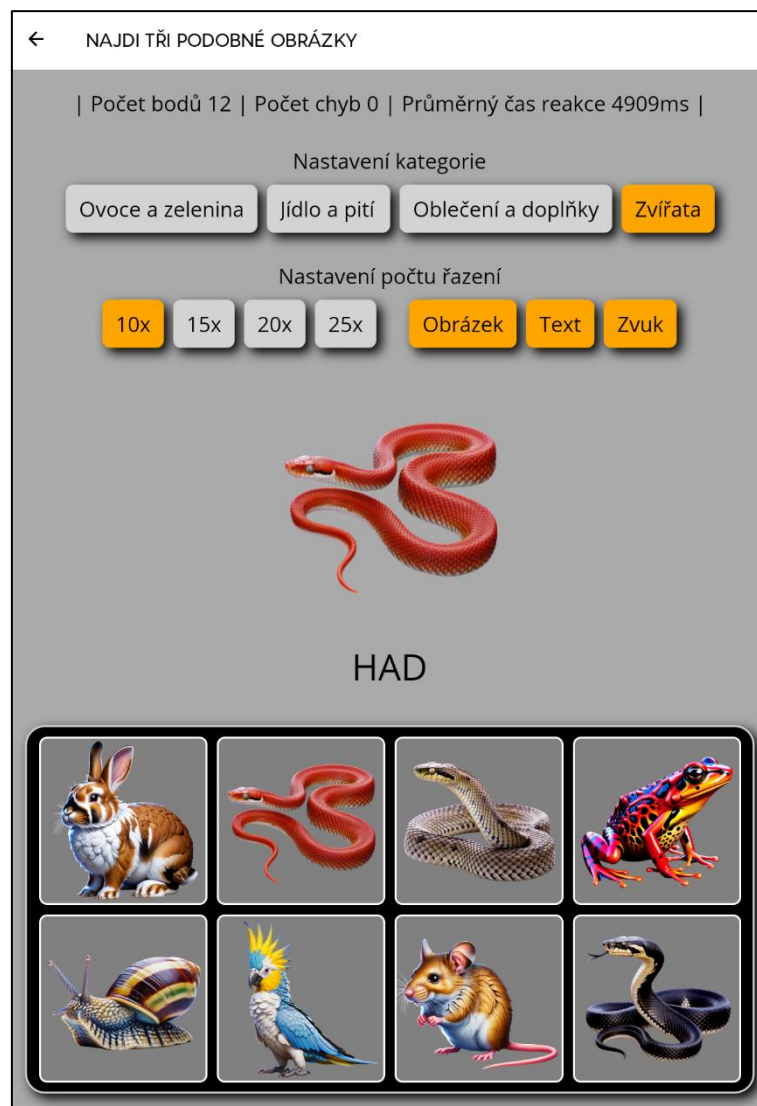 NAJDI TŘI PODOBNÉ OBRÁZKY
| Počet bodů 12 | Počet chyb 0 | Průměrný čas reakce 4909ms |
Nastavení kategorie
Ovoce a zelenina Jídlo a pití Oblečení a doplňky Zvířata
Nastavení počtu řazení
10x 15x 20x 25x Obrázek Text Zvuk
HAD